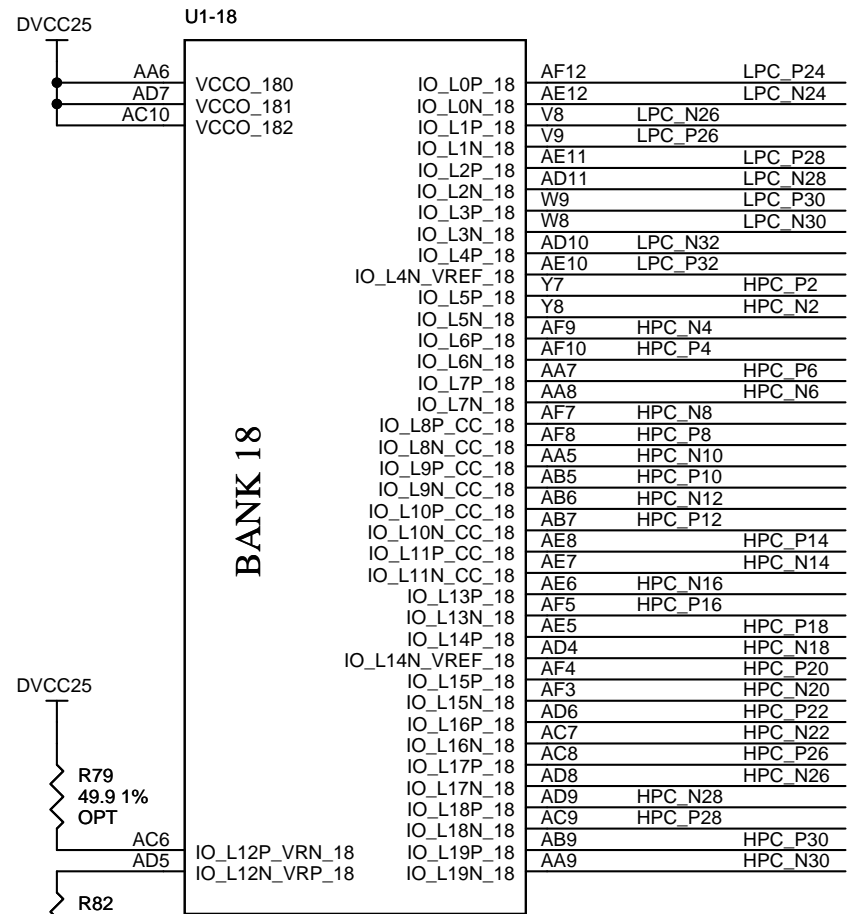 U1-18
DVCC25
AA6 VCCO_180 IO_L0P_18 AF12 LPC_P24
AD7 VCCO_181 IO_L0N_18 AE12 LPC_N24
AC10 VCCO_182 IO_L1P_18 V8 LPC_N26
IO_L1N_18 V9 LPC_P26
IO_L2P_18 AE11 LPC_P28
IO_L2N_18 AD11 LPC_N28
IO_L3P_18 W9 LPC_P30
IO_L3N_18 W8 LPC_N30
IO_L4P_18 AD10 LPC_N32
IO_L4N_VREF_18 AE10 LPC_P32
IO_L5P_18 Y7 HPC_P2
IO_L5N_18 Y8 HPC_N2
IO_L6P_18 AF9 HPC_N4
IO_L6N_18 AF10 HPC_P4
IO_L7P_18 AA7 HPC_P6
IO_L7N_18 AA8 HPC_N6
IO_L8P_CC_18 AF7 HPC_N8
IO_L8N_CC_18 AF8 HPC_P8
IO_L9P_CC_18 AA5 HPC_N10
IO_L9N_CC_18 AB5 HPC_P10
IO_L10P_CC_18 AB6 HPC_N12
IO_L10N_CC_18 AB7 HPC_P12
IO_L11P_CC_18 AE8 HPC_P14
IO_L11N_CC_18 AE7 HPC_N14
IO_L13P_18 AE6 HPC_N16
IO_L13N_18 AF5 HPC_P16
IO_L14P_18 AE5 HPC_P18
IO_L14N_VREF_18 AD4 HPC_N18
IO_L15P_18 AF4 HPC_P20
IO_L15N_18 AF3 HPC_N20
IO_L16P_18 AD6 HPC_P22
IO_L16N_18 AC7 HPC_N22
IO_L17P_18 AC8 HPC_P26
IO_L17N_18 AD8 HPC_N26
IO_L18P_18 AD9 HPC_N28
IO_L18N_18 AC9 HPC_P28
AC6 IO_L12P_VRN_18 IO_L19P_18 AB9 HPC_P30
AD5 IO_L12N_VRP_18 IO_L19N_18 AA9 HPC_N30
BANK 18
DVCC25
R79
49.9 1%
OPT
R82